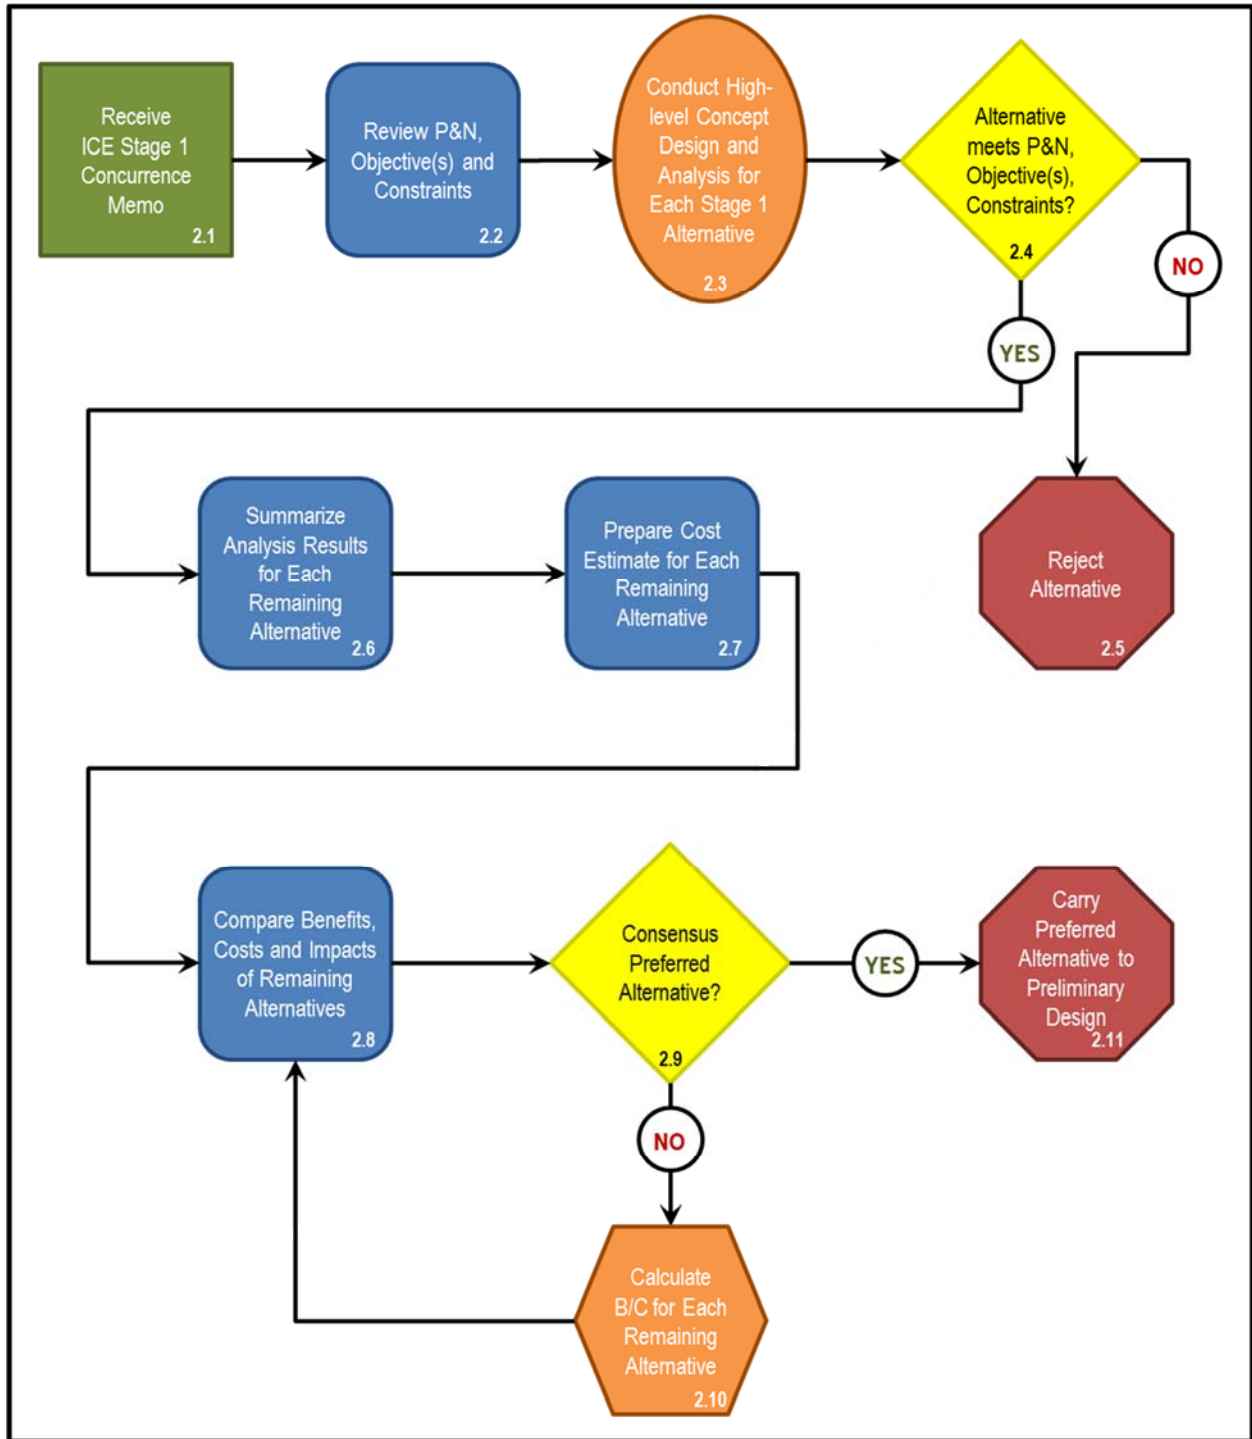 Receive
ICE Stage 1
Concurrence
Memo
2.1
Review P&N,
Objective(s) and
Constraints
2.2
Conduct High-
level Concept
Design and
Analysis for
Each Stage 1
Alternative
2.3
Alternative
meets P&N,
Objective(s),
Constraints?
2.4
NO
YES
Summarize
Analysis Results
for Each
Remaining
Alternative
2.6
Prepare Cost
Estimate for Each
Remaining
Alternative
2.7
Reject
Alternative
2.5
Compare Benefits,
Costs and Impacts
of Remaining
Alternatives
2.8
Consensus
Preferred
Alternative?
2.9
YES
Carry
Preferred
Alternative to
Preliminary
Design
2.11
NO
Calculate
B/C for Each
Remaining
Alternative
2.10